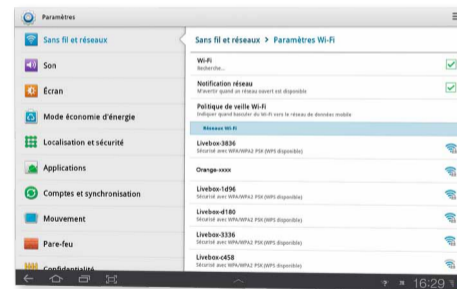 Paramètres
Sans fil et réseaux
Son
Écran
Mode économie d'énergie
Localisation et sécurité
Applications
Comptes et synchronisation
Mouvement
Pare-feu
Confidentialité
Sans fil et réseaux > Paramètres Wi-Fi
Wi-Fi
Recherche...
Notification réseau
M'avertir quand un réseau ouvert est disponible
Politique de veille Wi-Fi
Indiquer quand basculer du Wi-Fi vers le réseau de données mobile
Réseaux Wi-Fi
Livebox-3836
Sécurisé avec WPA/WPA2 PSK (WPS disponible)
Orange-xxxx
Livebox-1d96
Sécurisé avec WPA/WPA2 PSK (WPS disponible)
Livebox-d180
Sécurisé avec WPA/WPA2 PSK (WPS disponible)
Livebox-3336
Sécurisé avec WPA/WPA2 PSK (WPS disponible)
Livebox-c458
Sécurisé avec WPA/WPA2 PSK (WPS disponible)
16:29